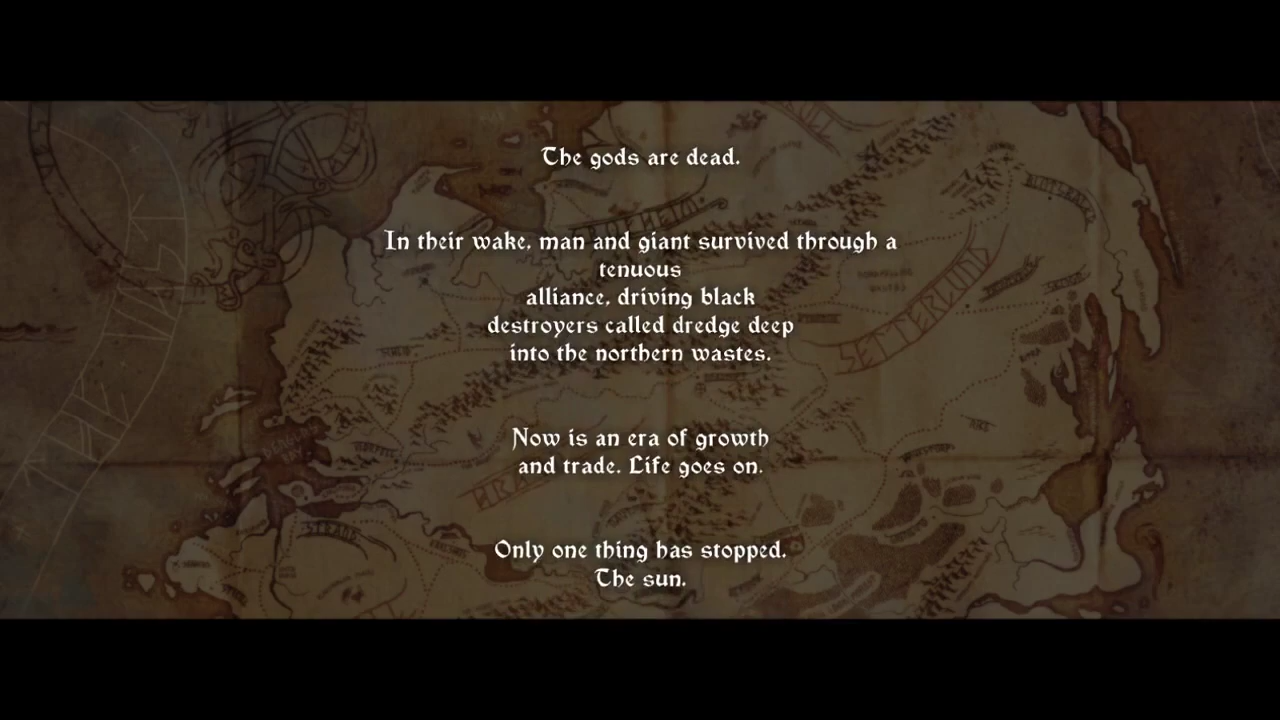 The gods are dead.
In their wake, man and giant survived through a
tenuous
alliance, driving black
destroyers called dredge deep
into the northern wastes.
Now is an era of growth
and trade. Life goes on.
Only one thing has stopped.
The sun.
SETTERLUND
STRAND